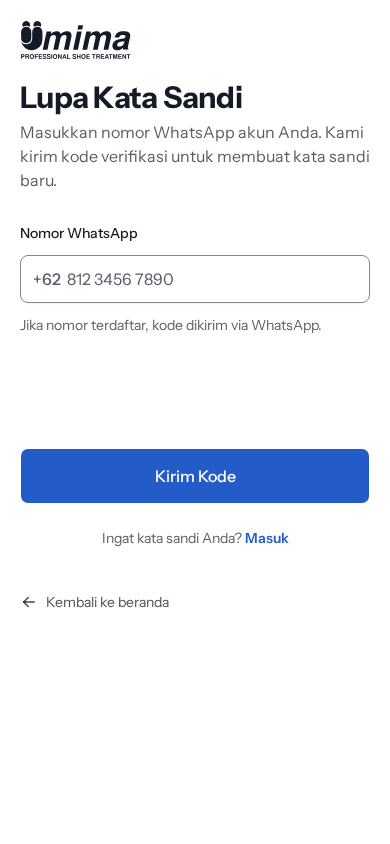 Ümima
PROFESSIONAL SHOE TREATMENT
Lupa Kata Sandi
Masukkan nomor WhatsApp akun Anda. Kami
kirim kode verifikasi untuk membuat kata sandi
baru.
Nomor WhatsApp
+62 812 3456 7890
Jika nomor terdaftar, kode dikirim via WhatsApp.
Kirim Kode
Ingat kata sandi Anda? Masuk
← Kembali ke beranda